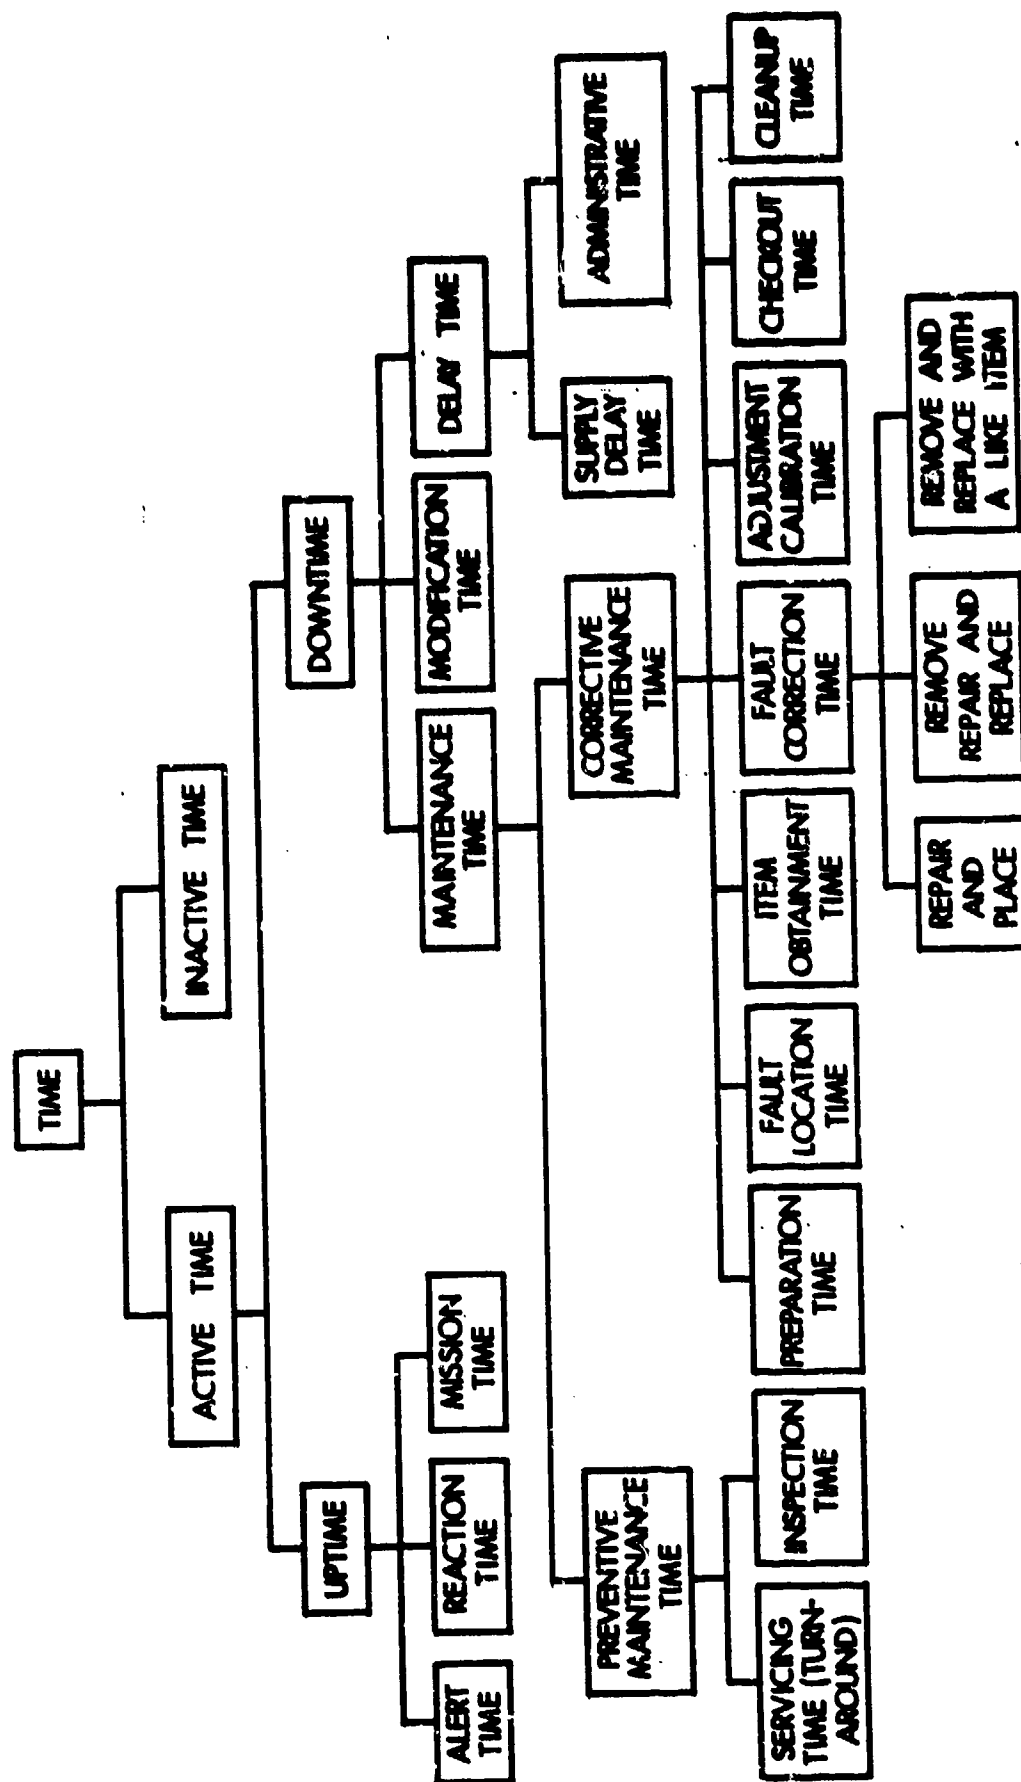 TIME
ACTIVE TIME
INACTIVE TIME
UPTIME
DOWNTIME
ALERT
TIME
REACTION
TIME
MISSION
TIME
MAINTENANCE
TIME
MODIFICATION
TIME
DELAY TIME
PREVENTIVE
MAINTENANCE
TIME
CORRECTIVE
MAINTENANCE
TIME
SUPPLY
DELAY
TIME
ADMINISTRATIVE
TIME
SERVICING
TIME (TURN-
AROUND)
INSPECTION
TIME
PREPARATION
TIME
FAULT
LOCATION
TIME
ITEM
OBTAINMENT
TIME
FAULT
CORRECTION
TIME
ADJUSTMENT
CALIBRATION
TIME
CHECKOUT
TIME
CLEANUP
TIME
REPAIR
AND
PLACE
REMOVE
REPAIR AND
REPLACE
REMOVE AND
REPLACE WITH
A LIKE ITEM